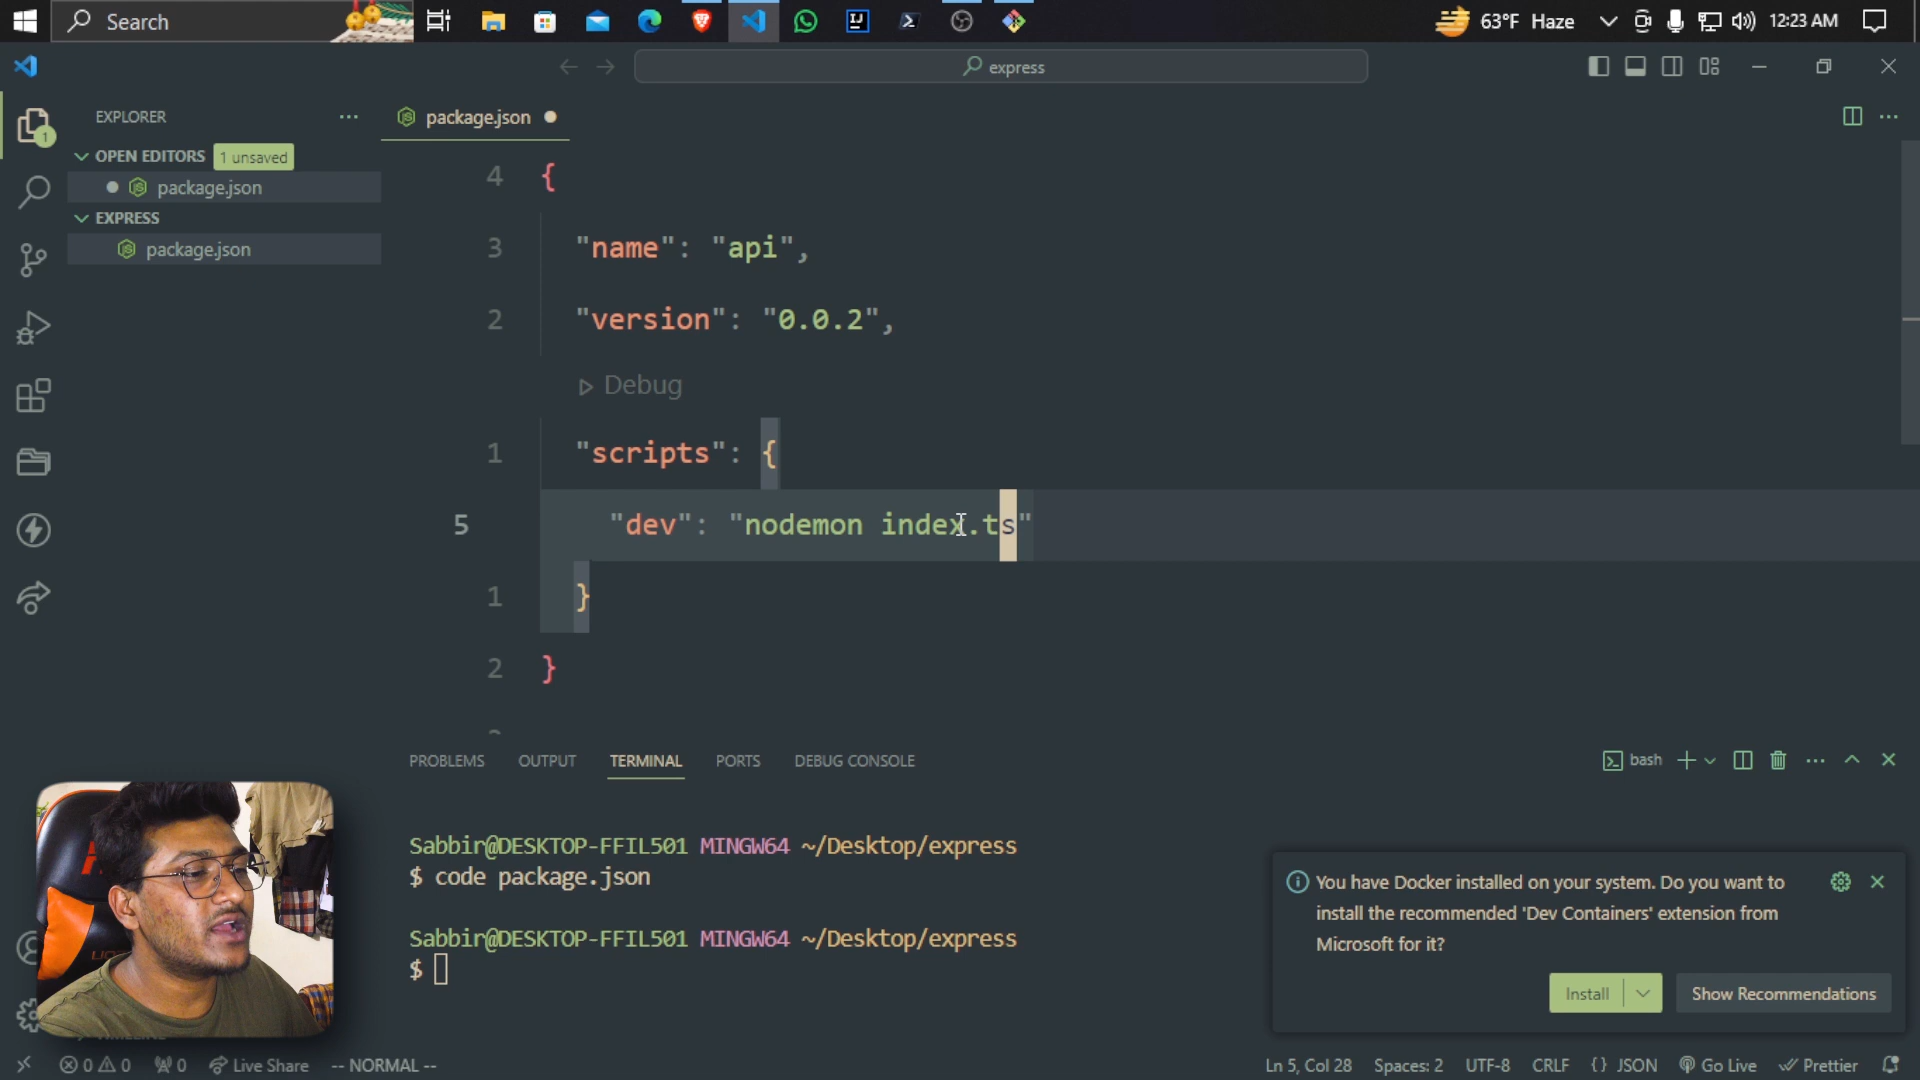 Search
63°F Haze
12:23 AM
express
EXPLORER
package.json
OPEN EDITORS
1 unsaved
package.json
EXPRESS
package.json
1
4 {
3 "name": "api",
2 "version": "0.0.2",
Debug
1 "scripts": {
5 "dev": "nodemon index.ts"
1 }
2 }
PROBLEMS OUTPUT TERMINAL PORTS DEBUG CONSOLE
bash
Sabbir@DESKTOP-FFIL501 MINGW64 ~/Desktop/express
$ code package.json
Sabbir@DESKTOP-FFIL501 MINGW64 ~/Desktop/express
$
You have Docker installed on your system. Do you want to
install the recommended 'Dev Containers' extension from
Microsoft for it?
Install
Show Recommendations
0 0 0 Live Share -- NORMAL --
Ln 5, Col 28 Spaces: 2 UTF-8 CRLF {} JSON Go Live Prettier